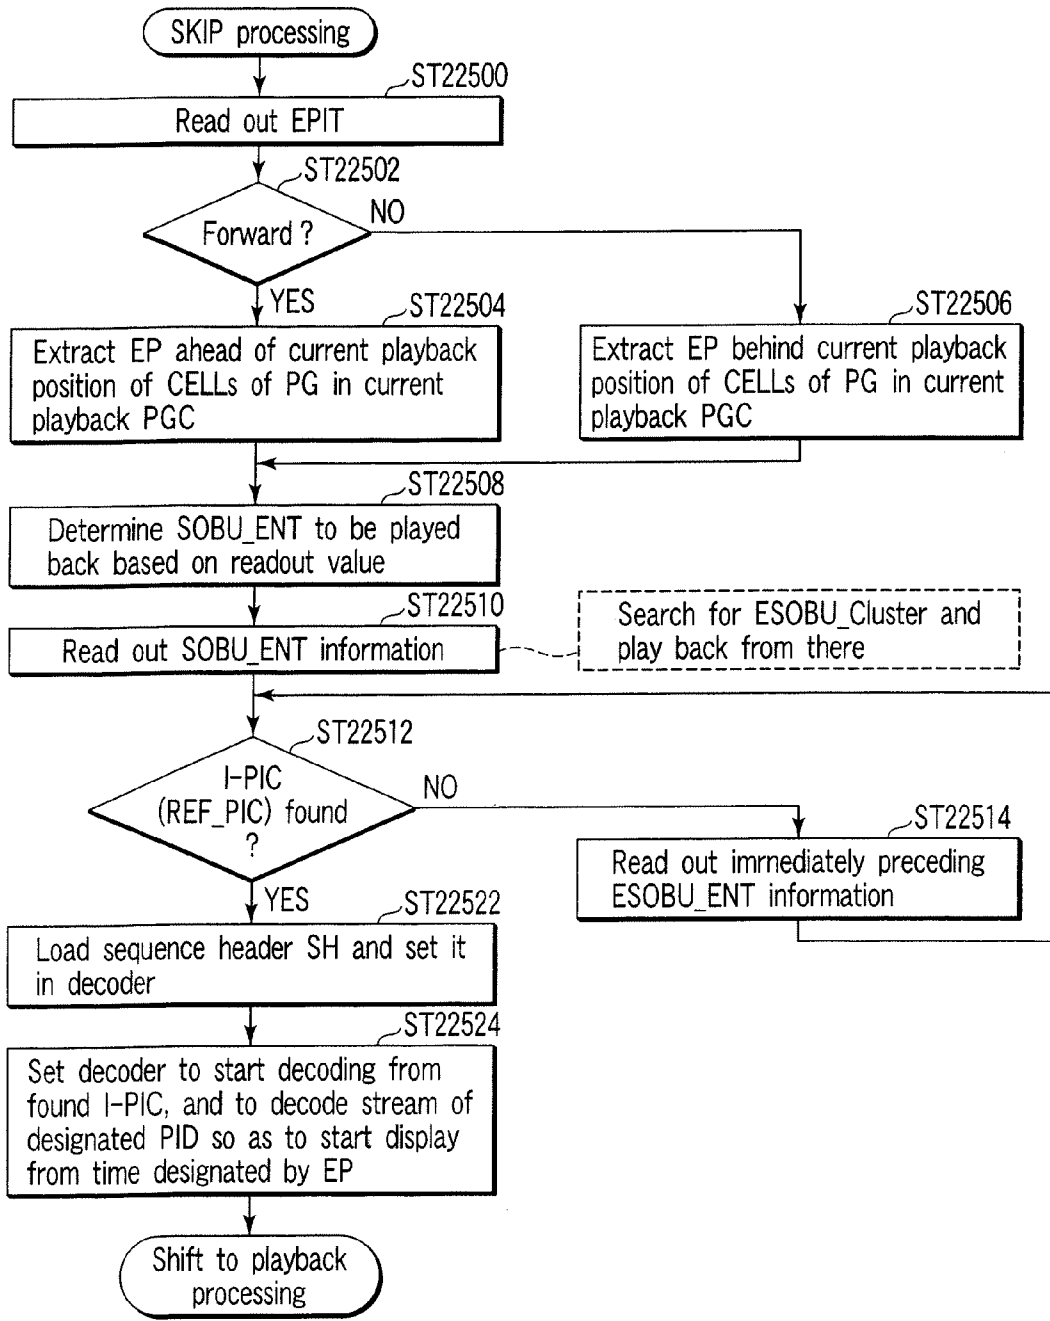 SKIP processing
ST22500
Read out EPIT
ST22502
Forward ?
NO
YES
ST22504
Extract EP ahead of current playback
position of CELLs of PG in current
playback PGC
ST22506
Extract EP behind current playback
position of CELLs of PG in current
playback PGC
ST22508
Determine SOBU_ENT to be played
back based on readout value
ST22510
Read out SOBU_ENT information
Search for ESOBU_Cluster and
play back from there
ST22512
I-PIC
(REF_PIC) found
?
NO
YES
ST22514
Read out immediately preceding
ESOBU_ENT information
ST22522
Load sequence header SH and set it
in decoder
ST22524
Set decoder to start decoding from
found I-PIC, and to decode stream of
designated PID so as to start display
from time designated by EP
Shift to playback
processing